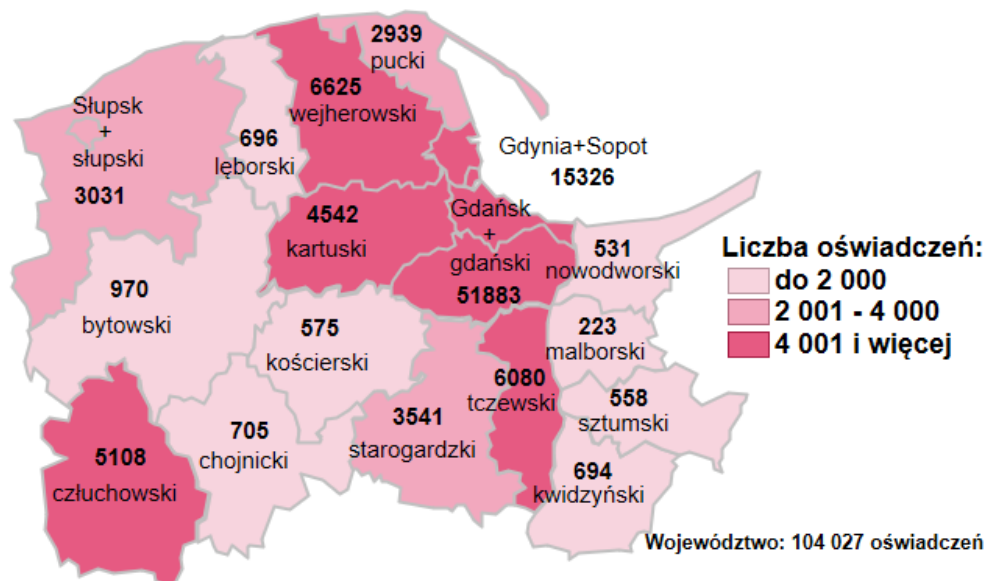 2939
pucki
6625
wejherowski
Słupsk
+
słupski
3031
696
lęborski
Gdynia+Sopot
15326
4542
kartuski
Gdańsk
+
gdański
51883
531
nowodworski
Liczba oświadczeń:
do 2 000
2 001 - 4 000
4 001 i więcej
970
bytowski
575
kościerski
223
malborski
6080
tczewski
558
sztumski
3541
starogardzki
705
chojnicki
5108
człuchowski
694
kwidzyński
Województwo: 104 027 oświadczeń